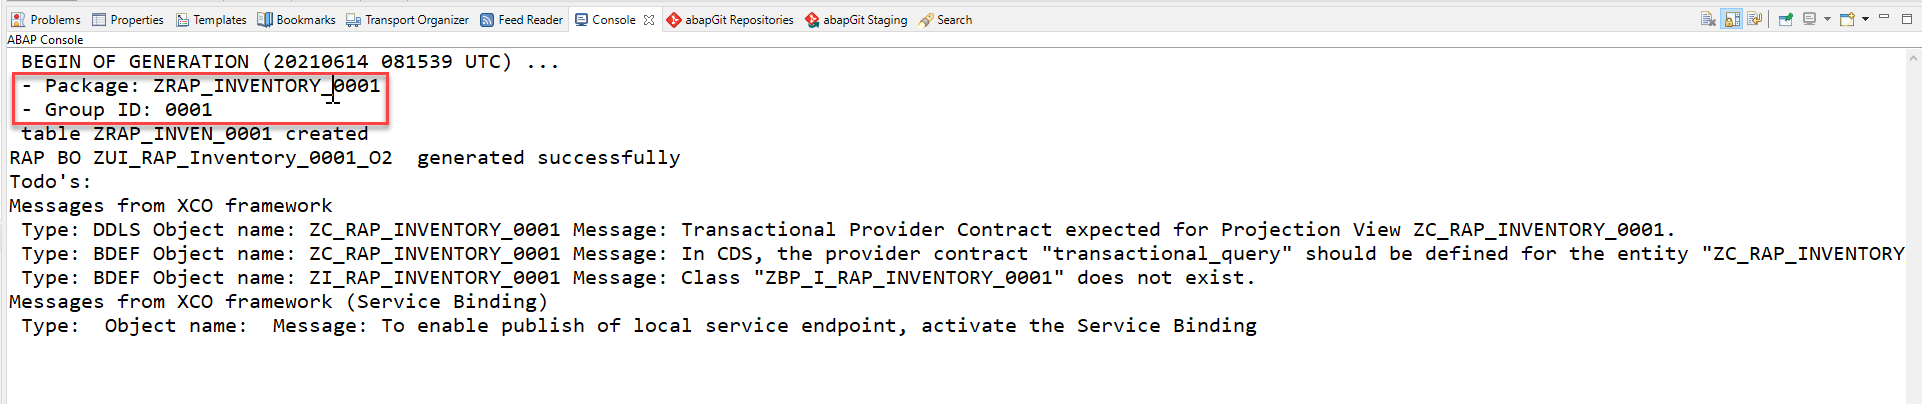 Problems Properties Templates Bookmarks Transport Organizer Feed Reader Console abapGit Repositories abapGit Staging Search
ABAP Console
BEGIN OF GENERATION (20210614 081539 UTC) ...
- Package: ZRAP_INVENTORY_0001
- Group ID: 0001
table ZRAP_INVEN_0001 created
RAP BO ZUI_RAP_Inventory_0001_O2  generated successfully
Todo's:
Messages from XCO framework
Type: DDLS Object name: ZC_RAP_INVENTORY_0001 Message: Transactional Provider Contract expected for Projection View ZC_RAP_INVENTORY_0001.
Type: BDEF Object name: ZC_RAP_INVENTORY_0001 Message: In CDS, the provider contract "transactional_query" should be defined for the entity "ZC_RAP_INVENTORY
Type: BDEF Object name: ZI_RAP_INVENTORY_0001 Message: Class "ZBP_I_RAP_INVENTORY_0001" does not exist.
Messages from XCO framework (Service Binding)
Type:  Object name:  Message: To enable publish of local service endpoint, activate the Service Binding